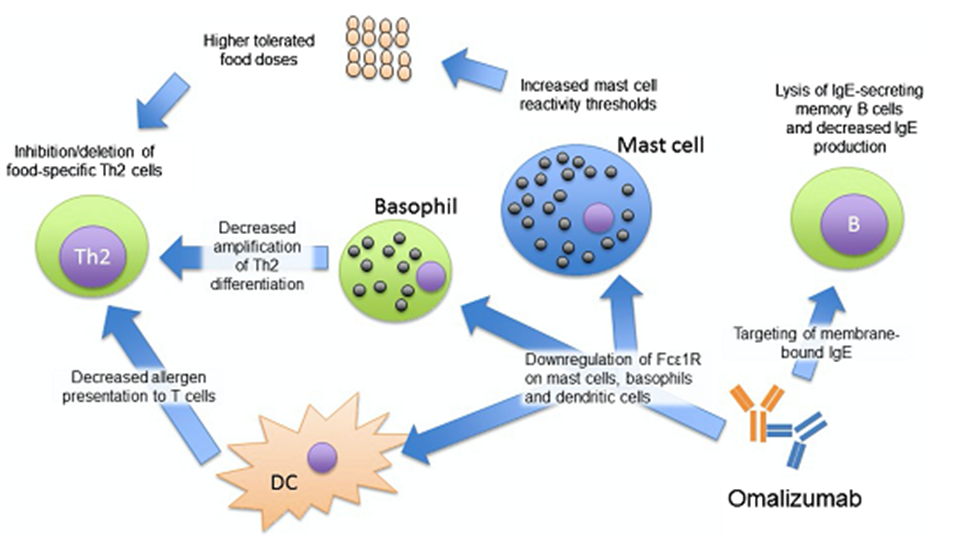 Higher tolerated
food doses
Increased mast cell
reactivity thresholds
Lysis of IgE-secreting
memory B cells
and decreased IgE
production
Inhibition/deletion of
food-specific Th2 cells
Mast cell
Basophil
Th2
Decreased
amplification
of Th2
differentiation
B
Targeting of membrane-
bound IgE
Downregulation of Fcε1R
on mast cells, basophils
and dendritic cells
Decreased allergen
presentation to T cells
DC
Omalizumab